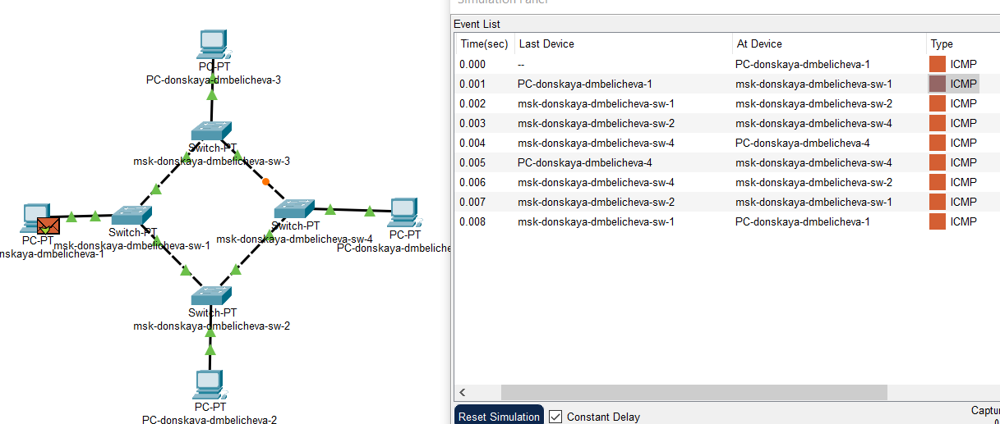 PC-PT
PC-donskaya-dmbelicheva-3
Switch-PT
msk-donskaya-dmbelicheva-sw-3
PC-PT
nskaya-dmbelicheva-1
Switch-PT
msk-donskaya-dmbelicheva-sw-1
Switch-PT
msk-donskaya-dmbelicheva-sw-4
PC-PT
PC-donskaya-dmbeliche
Switch-PT
msk-donskaya-dmbelicheva-sw-2
PC-PT
PC-donskaya-dmbelicheva-2
Simulation Panel
Event List
Time(sec) Last Device At Device Type
0.000 -- PC-donskaya-dmbelicheva-1 ICMP
0.001 PC-donskaya-dmbelicheva-1 msk-donskaya-dmbelicheva-sw-1 ICMP
0.002 msk-donskaya-dmbelicheva-sw-1 msk-donskaya-dmbelicheva-sw-2 ICMP
0.003 msk-donskaya-dmbelicheva-sw-2 msk-donskaya-dmbelicheva-sw-4 ICMP
0.004 msk-donskaya-dmbelicheva-sw-4 PC-donskaya-dmbelicheva-4 ICMP
0.005 PC-donskaya-dmbelicheva-4 msk-donskaya-dmbelicheva-sw-4 ICMP
0.006 msk-donskaya-dmbelicheva-sw-4 msk-donskaya-dmbelicheva-sw-2 ICMP
0.007 msk-donskaya-dmbelicheva-sw-2 msk-donskaya-dmbelicheva-sw-1 ICMP
0.008 msk-donskaya-dmbelicheva-sw-1 PC-donskaya-dmbelicheva-1 ICMP
Reset Simulation Constant Delay
Captu